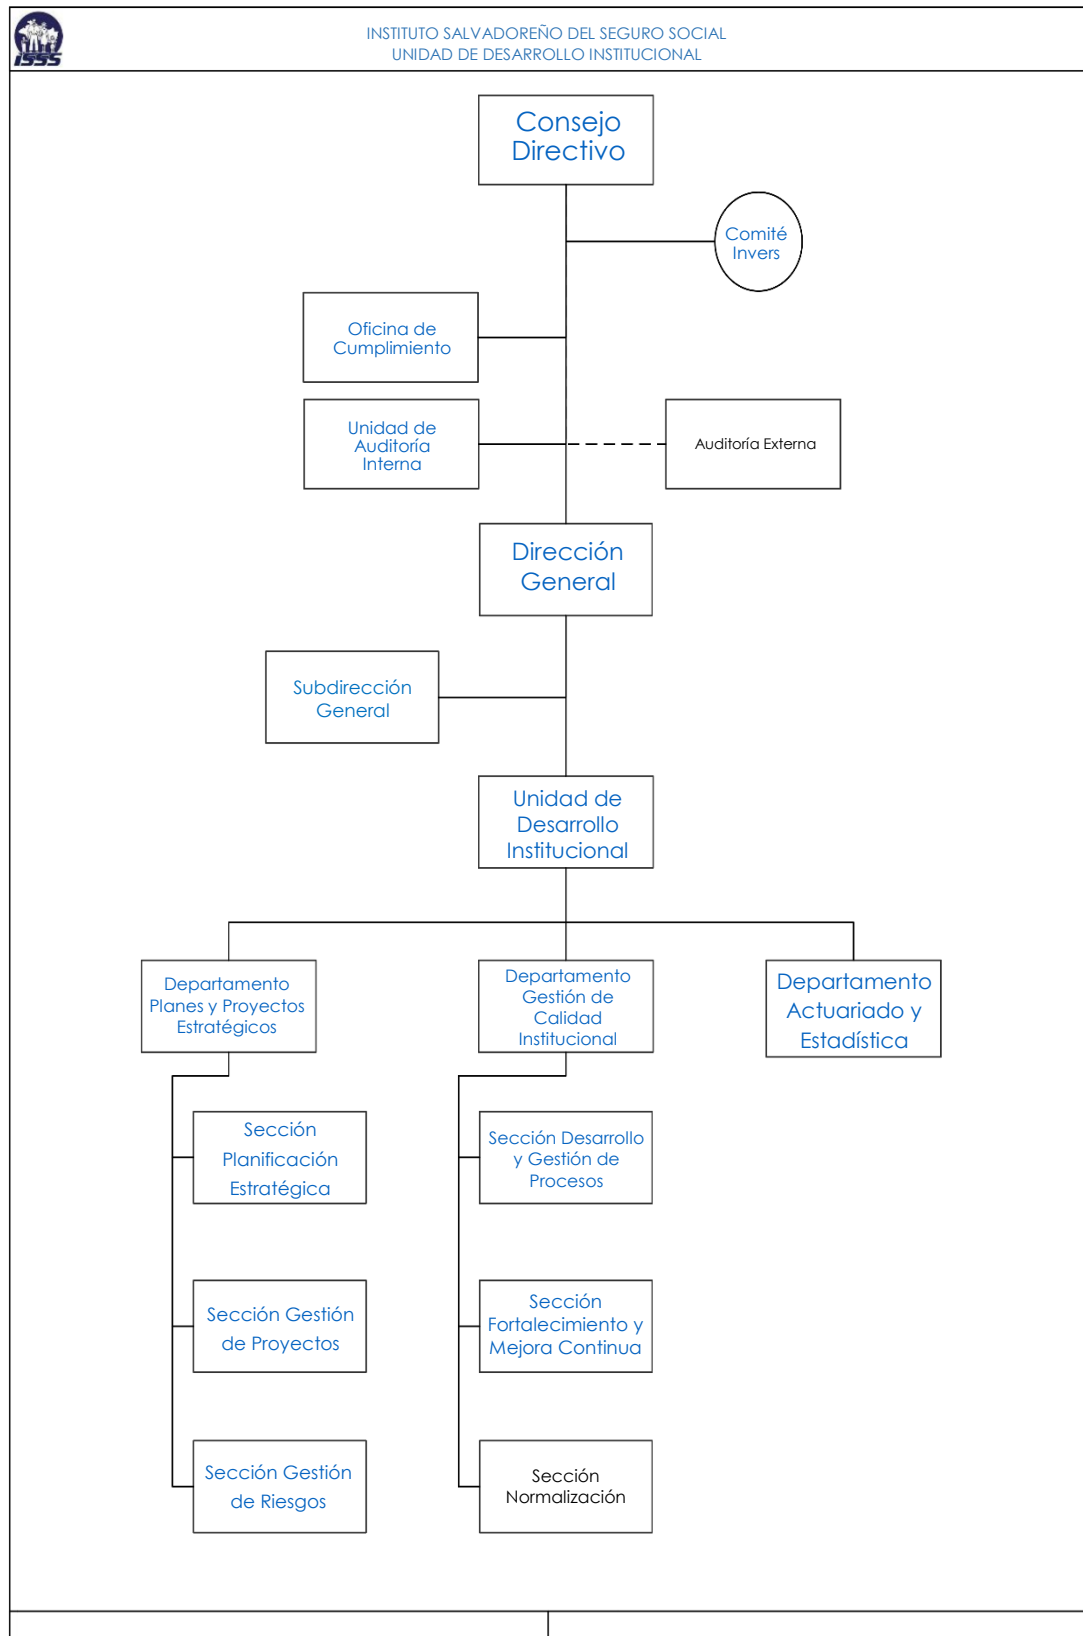 ISSS
INSTITUTO SALVADOREÑO DEL SEGURO SOCIAL
UNIDAD DE DESARROLLO INSTITUCIONAL
Consejo
Directivo
Comité
Invers
Oficina de
Cumplimiento
Unidad de
Auditoría
Interna
Auditoría Externa
Dirección
General
Subdirección
General
Unidad de
Desarrollo
Institucional
Departamento
Planes y Proyectos
Estratégicos
Departamento
Gestión de
Calidad
Institucional
Departamento
Actuariado y
Estadística
Sección
Planificación
Estratégica
Sección Desarrollo
y Gestión de
Procesos
Sección Gestión
de Proyectos
Sección
Fortalecimiento y
Mejora Continua
Sección Gestión
de Riesgos
Sección
Normalización